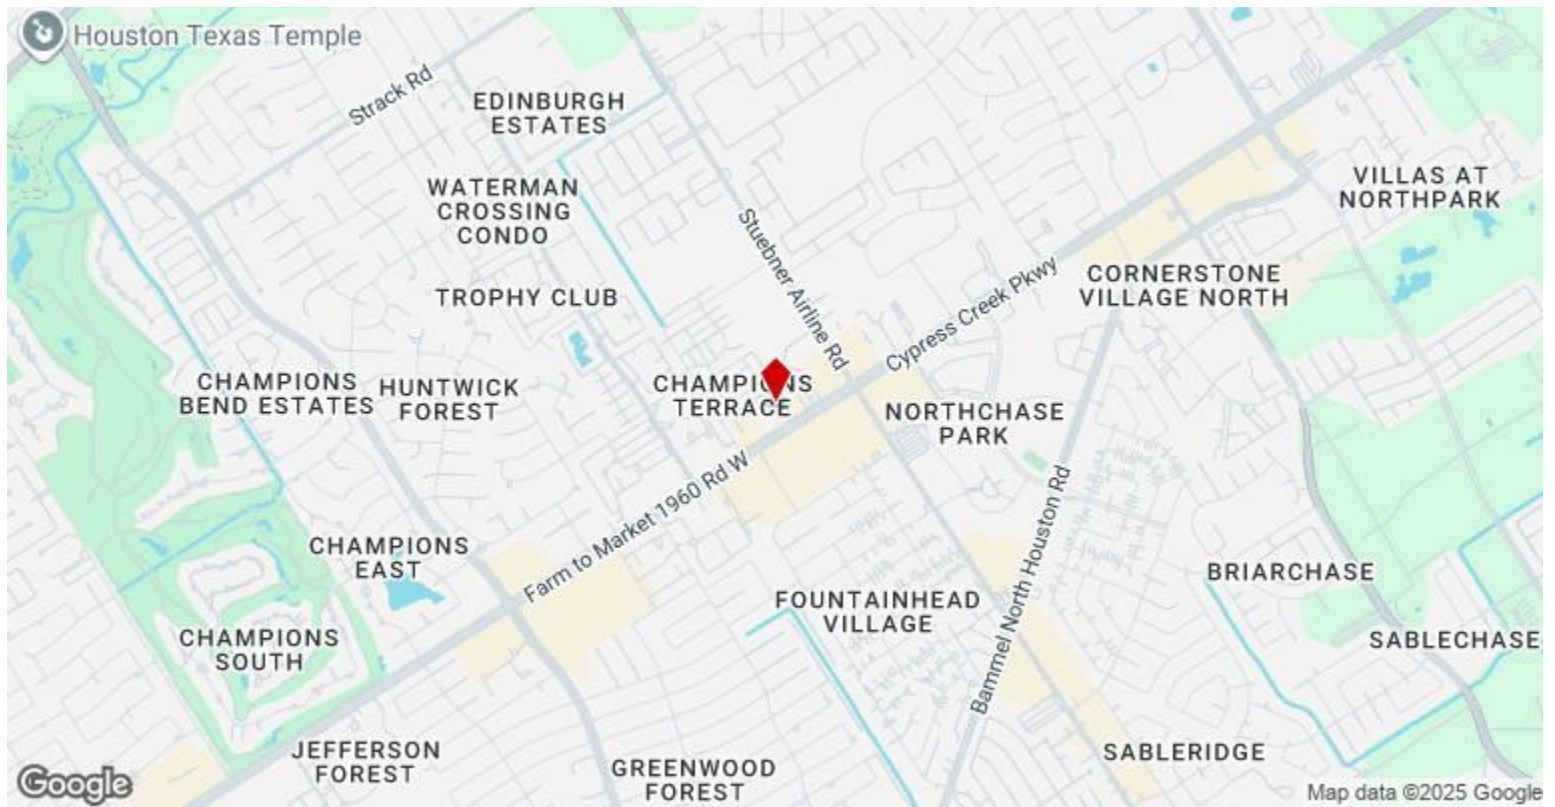 Houston Texas Temple
Strack Rd
EDINBURGH
ESTATES
WATERMAN
CROSSING
CONDO
Stuebner Airline Rd
VILLAS AT
NORTHPARK
TROPHY CLUB
CORNERSTONE
VILLAGE NORTH
Cypress Creek Pkwy
CHAMPIONS
BEND ESTATES
HUNTWICK
FOREST
CHAMPIONS
TERRACE
NORTHCHASE
PARK
Farm to Market 1960 Rd W
Bammel North Houston Rd
CHAMPIONS
EAST
BRIARCHASE
FOUNTAINHEAD
VILLAGE
CHAMPIONS
SOUTH
SABLECHASE
JEFFERSON
FOREST
GREENWOOD
FOREST
SABLERIDGE
Google
Map data ©2025 Google